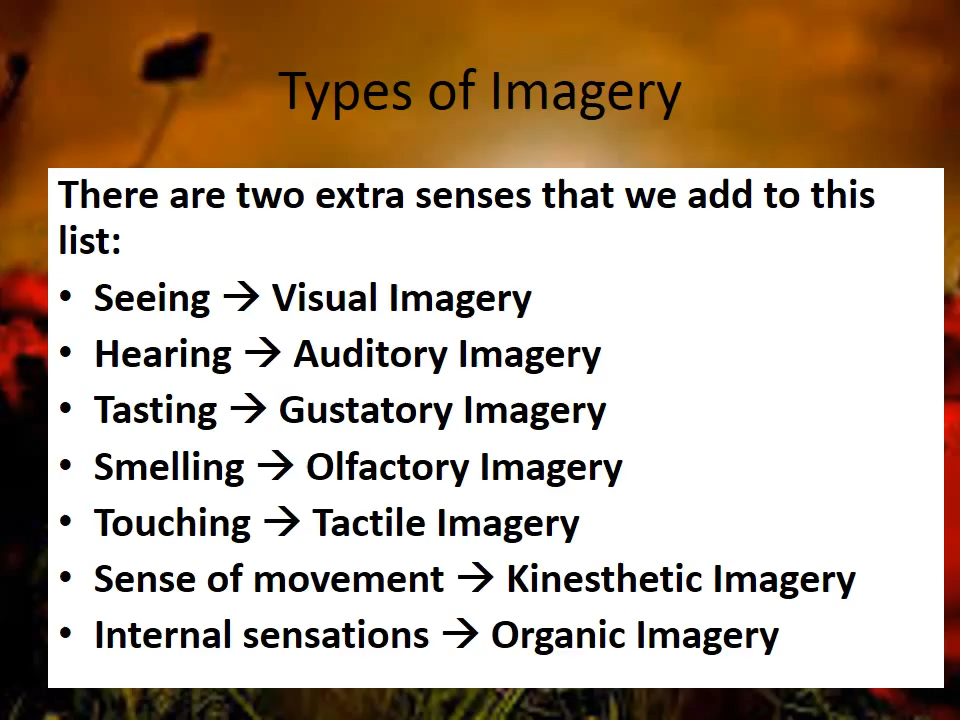 Types of Imagery
There are two extra senses that we add to this
list:
• Seeing → Visual Imagery
• Hearing → Auditory Imagery
• Tasting → Gustatory Imagery
• Smelling → Olfactory Imagery
• Touching → Tactile Imagery
• Sense of movement → Kinesthetic Imagery
• Internal sensations → Organic Imagery